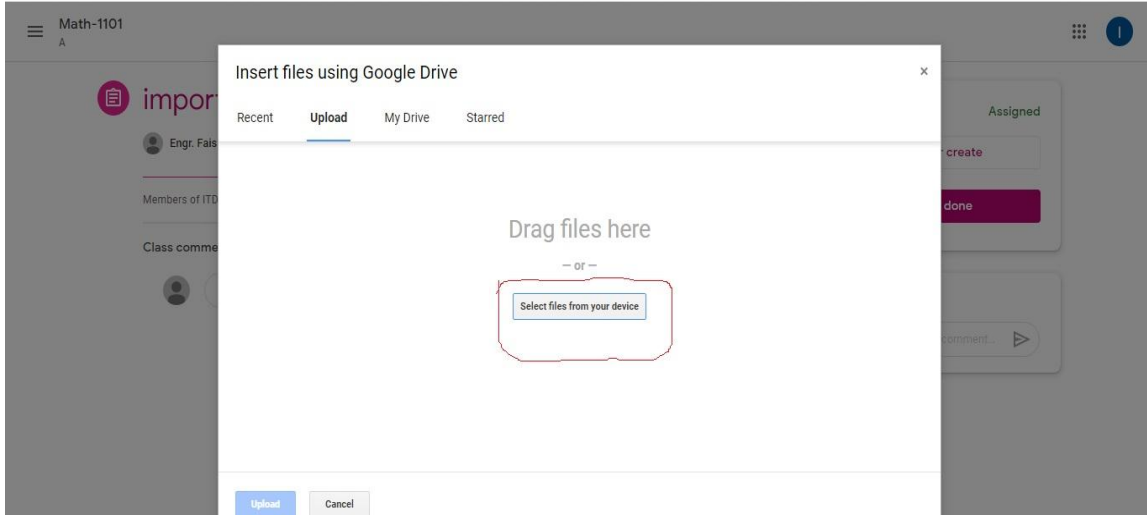 Math-1101
A
I
Insert files using Google Drive
×
impor
Recent Upload My Drive Starred
Assigned
Engr. Fais
create
Members of ITD
done
Drag files here
Class comme
— or —
Select files from your device
comment...
Upload Cancel